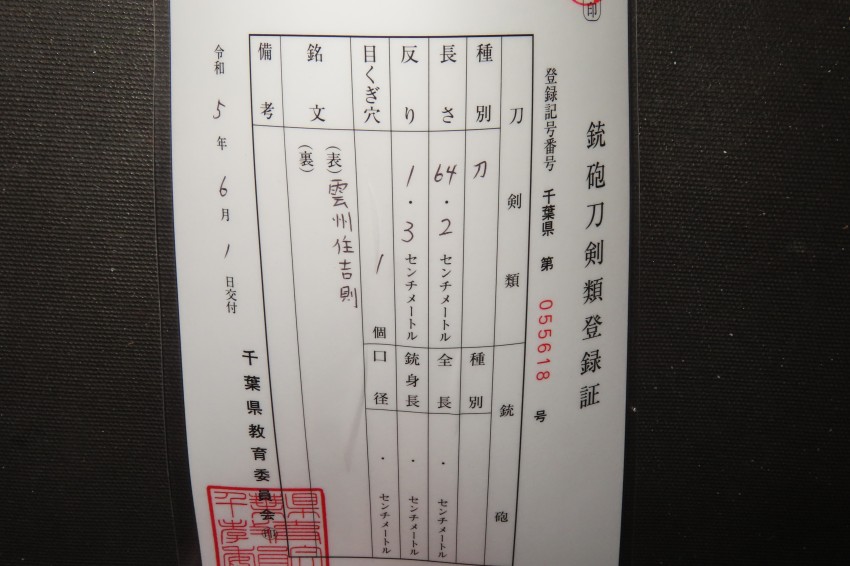 銃砲刀剣類登録証
登録記号番号 千葉県 第 055618 号
刀剣類
銃砲
種別 刀
種別
長さ 64.2 センチメートル
全長 . センチメートル
反り 1.3 センチメートル
銃身長 . センチメートル
目くぎ穴 1 個
口径 . センチメートル
銘文 (表)雲州住吉則
(裏)
備考
令和5年6月1日交付
千葉県教育委員会 印
印